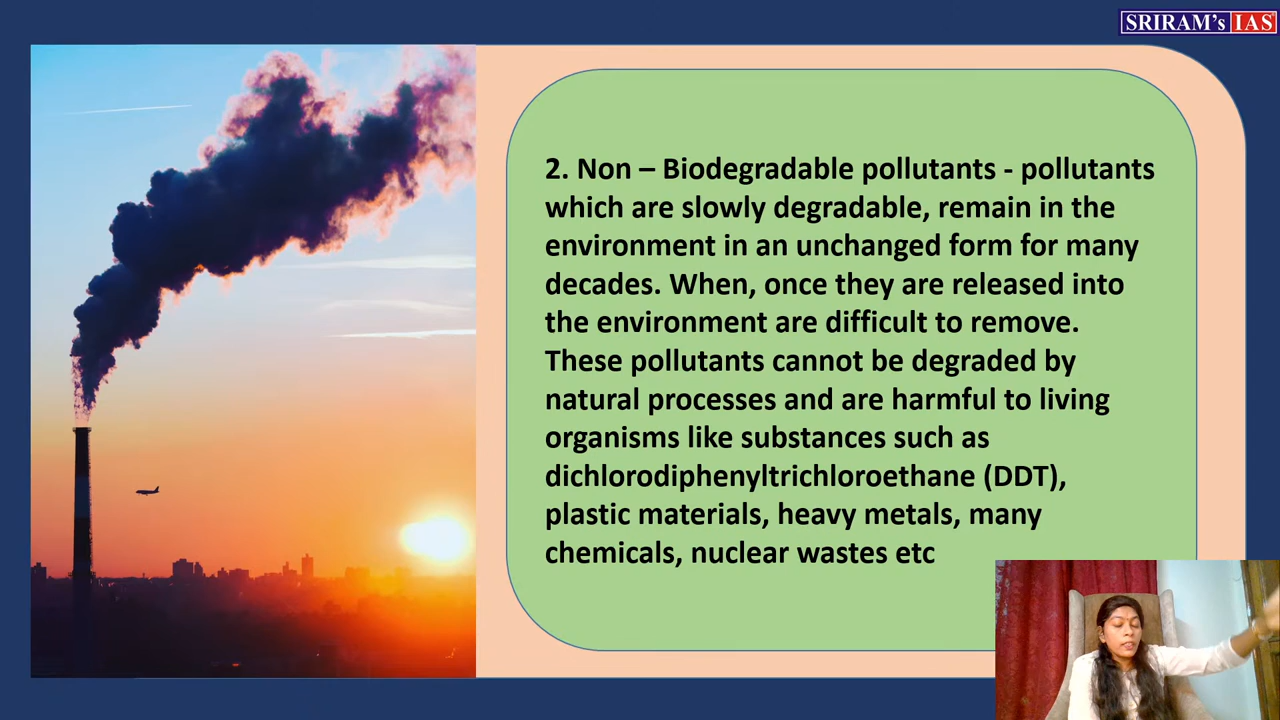 SRIRAM's IAS
2. Non – Biodegradable pollutants - pollutants
which are slowly degradable, remain in the
environment in an unchanged form for many
decades. When, once they are released into
the environment are difficult to remove.
These pollutants cannot be degraded by
natural processes and are harmful to living
organisms like substances such as
dichlorodiphenyltrichloroethane (DDT),
plastic materials, heavy metals, many
chemicals, nuclear wastes etc